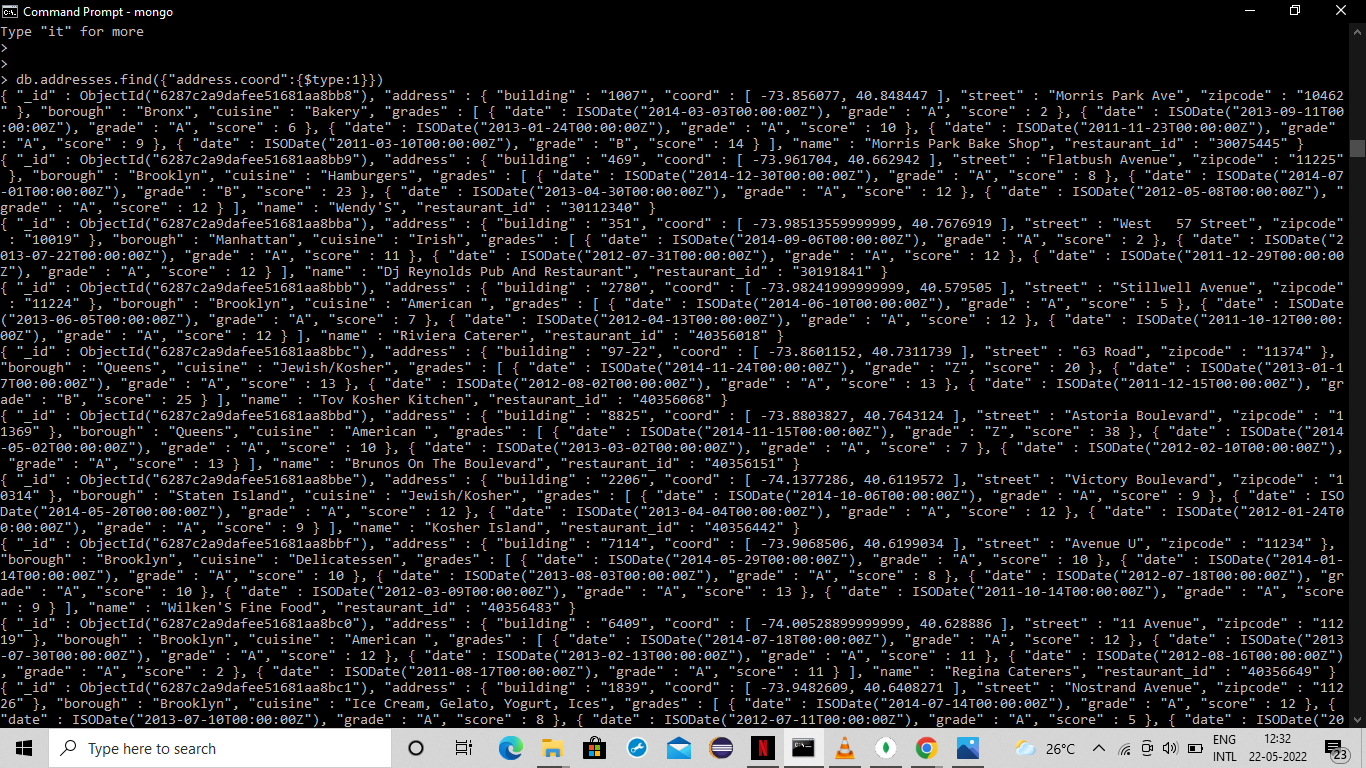 Command Prompt - mongo
Type "it" for more
>
>
> db.addresses.find({"address.coord":{$type:1}})
{ "_id" : ObjectId("6287c2a9dafee51681aa8bb8"), "address" : { "building" : "1007", "coord" : [ -73.856077, 40.848447 ], "street" : "Morris Park Ave", "zipcode" : "10462
" }, "borough" : "Bronx", "cuisine" : "Bakery", "grades" : [ { "date" : ISODate("2014-03-03T00:00:00Z"), "grade" : "A", "score" : 2 }, { "date" : ISODate("2013-09-11T00
:00:00Z"), "grade" : "A", "score" : 6 }, { "date" : ISODate("2013-01-24T00:00:00Z"), "grade" : "A", "score" : 10 }, { "date" : ISODate("2011-11-23T00:00:00Z"), "grade"
: "A", "score" : 9 }, { "date" : ISODate("2011-03-10T00:00:00Z"), "grade" : "B", "score" : 14 } ], "name" : "Morris Park Bake Shop", "restaurant_id" : "30075445" }
{ "_id" : ObjectId("6287c2a9dafee51681aa8bb9"), "address" : { "building" : "469", "coord" : [ -73.961704, 40.662942 ], "street" : "Flatbush Avenue", "zipcode" : "11225"
 }, "borough" : "Brooklyn", "cuisine" : "Hamburgers", "grades" : [ { "date" : ISODate("2014-12-30T00:00:00Z"), "grade" : "A", "score" : 8 }, { "date" : ISODate("2014-07
-01T00:00:00Z"), "grade" : "B", "score" : 23 }, { "date" : ISODate("2013-04-30T00:00:00Z"), "grade" : "A", "score" : 12 }, { "date" : ISODate("2012-05-08T00:00:00Z"), "
grade" : "A", "score" : 12 } ], "name" : "Wendy'S", "restaurant_id" : "30112340" }
{ "_id" : ObjectId("6287c2a9dafee51681aa8bba"), "address" : { "building" : "351", "coord" : [ -73.98513559999999, 40.7676919 ], "street" : "West   57 Street", "zipcode"
 : "10019" }, "borough" : "Manhattan", "cuisine" : "Irish", "grades" : [ { "date" : ISODate("2014-09-06T00:00:00Z"), "grade" : "A", "score" : 2 }, { "date" : ISODate("2
013-07-22T00:00:00Z"), "grade" : "A", "score" : 11 }, { "date" : ISODate("2012-07-31T00:00:00Z"), "grade" : "A", "score" : 12 }, { "date" : ISODate("2011-12-29T00:00:00
Z"), "grade" : "A", "score" : 12 } ], "name" : "Dj Reynolds Pub And Restaurant", "restaurant_id" : "30191841" }
{ "_id" : ObjectId("6287c2a9dafee51681aa8bbb"), "address" : { "building" : "2780", "coord" : [ -73.98241999999999, 40.579505 ], "street" : "Stillwell Avenue", "zipcode"
 : "11224" }, "borough" : "Brooklyn", "cuisine" : "American ", "grades" : [ { "date" : ISODate("2014-06-10T00:00:00Z"), "grade" : "A", "score" : 5 }, { "date" : ISODate
("2013-06-05T00:00:00Z"), "grade" : "A", "score" : 7 }, { "date" : ISODate("2012-04-13T00:00:00Z"), "grade" : "A", "score" : 12 }, { "date" : ISODate("2011-10-12T00:00:
00Z"), "grade" : "A", "score" : 12 } ], "name" : "Riviera Caterer", "restaurant_id" : "40356018" }
{ "_id" : ObjectId("6287c2a9dafee51681aa8bbc"), "address" : { "building" : "97-22", "coord" : [ -73.8601152, 40.7311739 ], "street" : "63 Road", "zipcode" : "11374" },
"borough" : "Queens", "cuisine" : "Jewish/Kosher", "grades" : [ { "date" : ISODate("2014-11-24T00:00:00Z"), "grade" : "Z", "score" : 20 }, { "date" : ISODate("2013-01-1
7T00:00:00Z"), "grade" : "A", "score" : 13 }, { "date" : ISODate("2012-08-02T00:00:00Z"), "grade" : "A", "score" : 13 }, { "date" : ISODate("2011-12-15T00:00:00Z"), "gr
ade" : "B", "score" : 25 } ], "name" : "Tov Kosher Kitchen", "restaurant_id" : "40356068" }
{ "_id" : ObjectId("6287c2a9dafee51681aa8bbd"), "address" : { "building" : "8825", "coord" : [ -73.8803827, 40.7643124 ], "street" : "Astoria Boulevard", "zipcode" : "1
1369" }, "borough" : "Queens", "cuisine" : "American ", "grades" : [ { "date" : ISODate("2014-11-15T00:00:00Z"), "grade" : "Z", "score" : 38 }, { "date" : ISODate("2014
-05-02T00:00:00Z"), "grade" : "A", "score" : 10 }, { "date" : ISODate("2013-03-02T00:00:00Z"), "grade" : "A", "score" : 7 }, { "date" : ISODate("2012-02-10T00:00:00Z"),
 "grade" : "A", "score" : 13 } ], "name" : "Brunos On The Boulevard", "restaurant_id" : "40356151" }
{ "_id" : ObjectId("6287c2a9dafee51681aa8bbe"), "address" : { "building" : "2206", "coord" : [ -74.1377286, 40.6119572 ], "street" : "Victory Boulevard", "zipcode" : "1
0314" }, "borough" : "Staten Island", "cuisine" : "Jewish/Kosher", "grades" : [ { "date" : ISODate("2014-10-06T00:00:00Z"), "grade" : "A", "score" : 9 }, { "date" : ISO
Date("2014-05-20T00:00:00Z"), "grade" : "A", "score" : 12 }, { "date" : ISODate("2013-04-04T00:00:00Z"), "grade" : "A", "score" : 12 }, { "date" : ISODate("2012-01-24T0
0:00:00Z"), "grade" : "A", "score" : 9 } ], "name" : "Kosher Island", "restaurant_id" : "40356442" }
{ "_id" : ObjectId("6287c2a9dafee51681aa8bbf"), "address" : { "building" : "7114", "coord" : [ -73.9068506, 40.6199034 ], "street" : "Avenue U", "zipcode" : "11234" },
"borough" : "Brooklyn", "cuisine" : "Delicatessen", "grades" : [ { "date" : ISODate("2014-05-29T00:00:00Z"), "grade" : "A", "score" : 10 }, { "date" : ISODate("2014-01-
14T00:00:00Z"), "grade" : "A", "score" : 10 }, { "date" : ISODate("2013-08-03T00:00:00Z"), "grade" : "A", "score" : 8 }, { "date" : ISODate("2012-07-18T00:00:00Z"), "gr
ade" : "A", "score" : 10 }, { "date" : ISODate("2012-03-09T00:00:00Z"), "grade" : "A", "score" : 13 }, { "date" : ISODate("2011-10-14T00:00:00Z"), "grade" : "A", "score
" : 9 } ], "name" : "Wilken'S Fine Food", "restaurant_id" : "40356483" }
{ "_id" : ObjectId("6287c2a9dafee51681aa8bc0"), "address" : { "building" : "6409", "coord" : [ -74.00528899999999, 40.628886 ], "street" : "11 Avenue", "zipcode" : "112
19" }, "borough" : "Brooklyn", "cuisine" : "American ", "grades" : [ { "date" : ISODate("2014-07-18T00:00:00Z"), "grade" : "A", "score" : 12 }, { "date" : ISODate("2013
-07-30T00:00:00Z"), "grade" : "A", "score" : 12 }, { "date" : ISODate("2013-02-13T00:00:00Z"), "grade" : "A", "score" : 11 }, { "date" : ISODate("2012-08-16T00:00:00Z")
, "grade" : "A", "score" : 2 }, { "date" : ISODate("2011-08-17T00:00:00Z"), "grade" : "A", "score" : 11 } ], "name" : "Regina Caterers", "restaurant_id" : "40356649" }
{ "_id" : ObjectId("6287c2a9dafee51681aa8bc1"), "address" : { "building" : "1839", "coord" : [ -73.9482609, 40.6408271 ], "street" : "Nostrand Avenue", "zipcode" : "112
26" }, "borough" : "Brooklyn", "cuisine" : "Ice Cream, Gelato, Yogurt, Ices", "grades" : [ { "date" : ISODate("2014-07-14T00:00:00Z"), "grade" : "A", "score" : 12 }, {
"date" : ISODate("2013-07-10T00:00:00Z"), "grade" : "A", "score" : 8 }, { "date" : ISODate("2012-07-11T00:00:00Z"), "grade" : "A", "score" : 5 }, { "date" : ISODate("20
Type here to search
26°C
ENG
INTL
12:32
22-05-2022
23